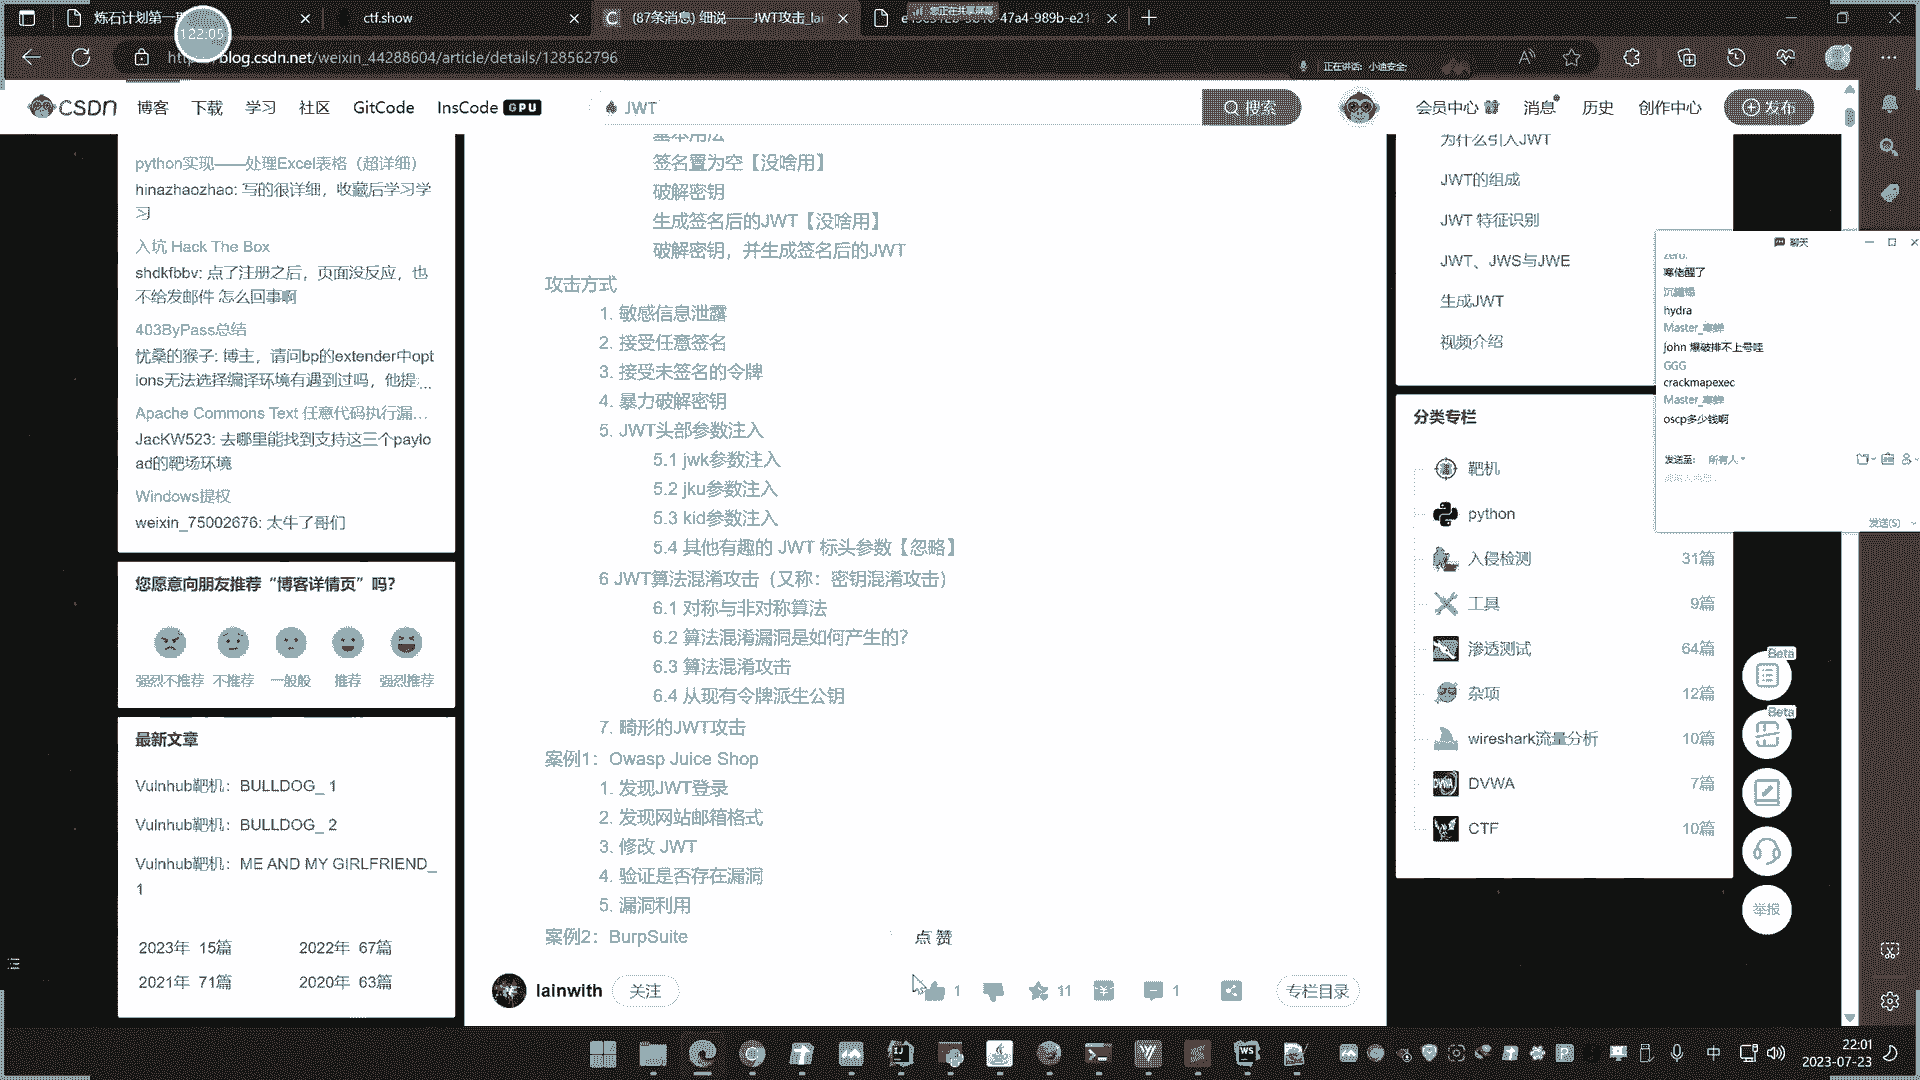 炼石计划第一
ctf.show
(87条消息) 细说——JWT攻击_lai
47a4-989b-e21
1:22:05
您正在共享屏幕
blog.csdn.net/weixin_44288604/article/details/128562796
正在讲话: 小迪安全;
CSDN
博客
下载
学习
社区
GitCode
InsCode GPU
JWT
搜索
会员中心
消息
历史
创作中心
发布
python实现——处理Excel表格（超详细）
hinazhaozhao: 写的很详细，收藏后学习学
习
入坑 Hack The Box
shdkfbbv: 点了注册之后，页面没反应，也
不给发邮件 怎么回事啊
403ByPass总结
忧桑的猴子: 博主，请问bp的extender中opt
ions无法选择编译环境有遇到过吗，他提…
Apache Commons Text 任意代码执行漏…
JacKW523: 去哪里能找到支持这三个paylo
ad的靶场环境
Windows提权
weixin_75002676: 太牛了哥们
您愿意向朋友推荐“博客详情页”吗？
强烈不推荐
不推荐
一般般
推荐
强烈推荐
最新文章
Vulnhub靶机：BULLDOG_ 1
Vulnhub靶机：BULLDOG_ 2
Vulnhub靶机：ME AND MY GIRLFRIEND_
1
2023年 15篇
2022年 67篇
2021年 71篇
2020年 63篇
基本用法
签名置为空【没啥用】
破解密钥
生成签名后的JWT【没啥用】
破解密钥，并生成签名后的JWT
攻击方式
1. 敏感信息泄露
2. 接受任意签名
3. 接受未签名的令牌
4. 暴力破解密钥
5. JWT头部参数注入
5.1 jwk参数注入
5.2 jku参数注入
5.3 kid参数注入
5.4 其他有趣的 JWT 标头参数【忽略】
6 JWT算法混淆攻击（又称：密钥混淆攻击）
6.1 对称与非对称算法
6.2 算法混淆漏洞是如何产生的？
6.3 算法混淆攻击
6.4 从现有令牌派生公钥
7. 畸形的JWT攻击
案例1：Owasp Juice Shop
1. 发现JWT登录
2. 发现网站邮箱格式
3. 修改 JWT
4. 验证是否存在漏洞
5. 漏洞利用
案例2：BurpSuite
点赞
lainwith
关注
1
11
1
专栏目录
为什么引入JWT
JWT的组成
JWT 特征识别
JWT、JWS与JWE
生成JWT
视频介绍
分类专栏
靶机
python
入侵检测 31篇
工具 9篇
渗透测试 64篇
杂项 12篇
wireshark流量分析 10篇
DVWA 7篇
CTF 10篇
聊天
zero.
寒佬醒了
hydra
john 爆破排不上号哇
GGG
crackmapexec
oscp多少钱啊
发送至: 所有人
发送(S)
Beta
Beta
举报
中
22:01
2023-07-23